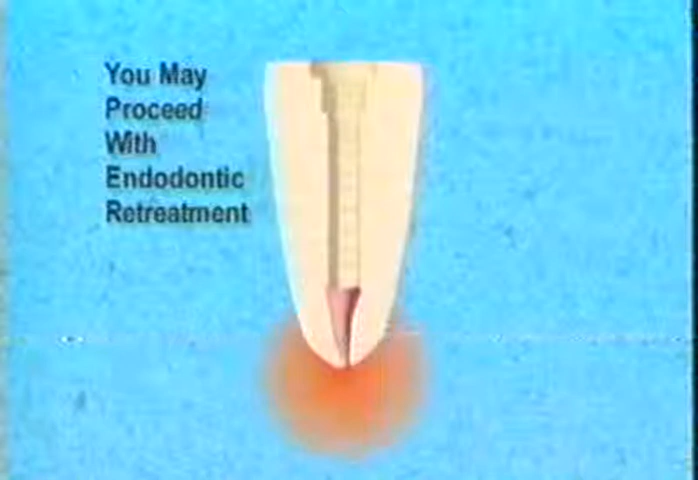 You May
Proceed
With
Endodontic
Retreatment